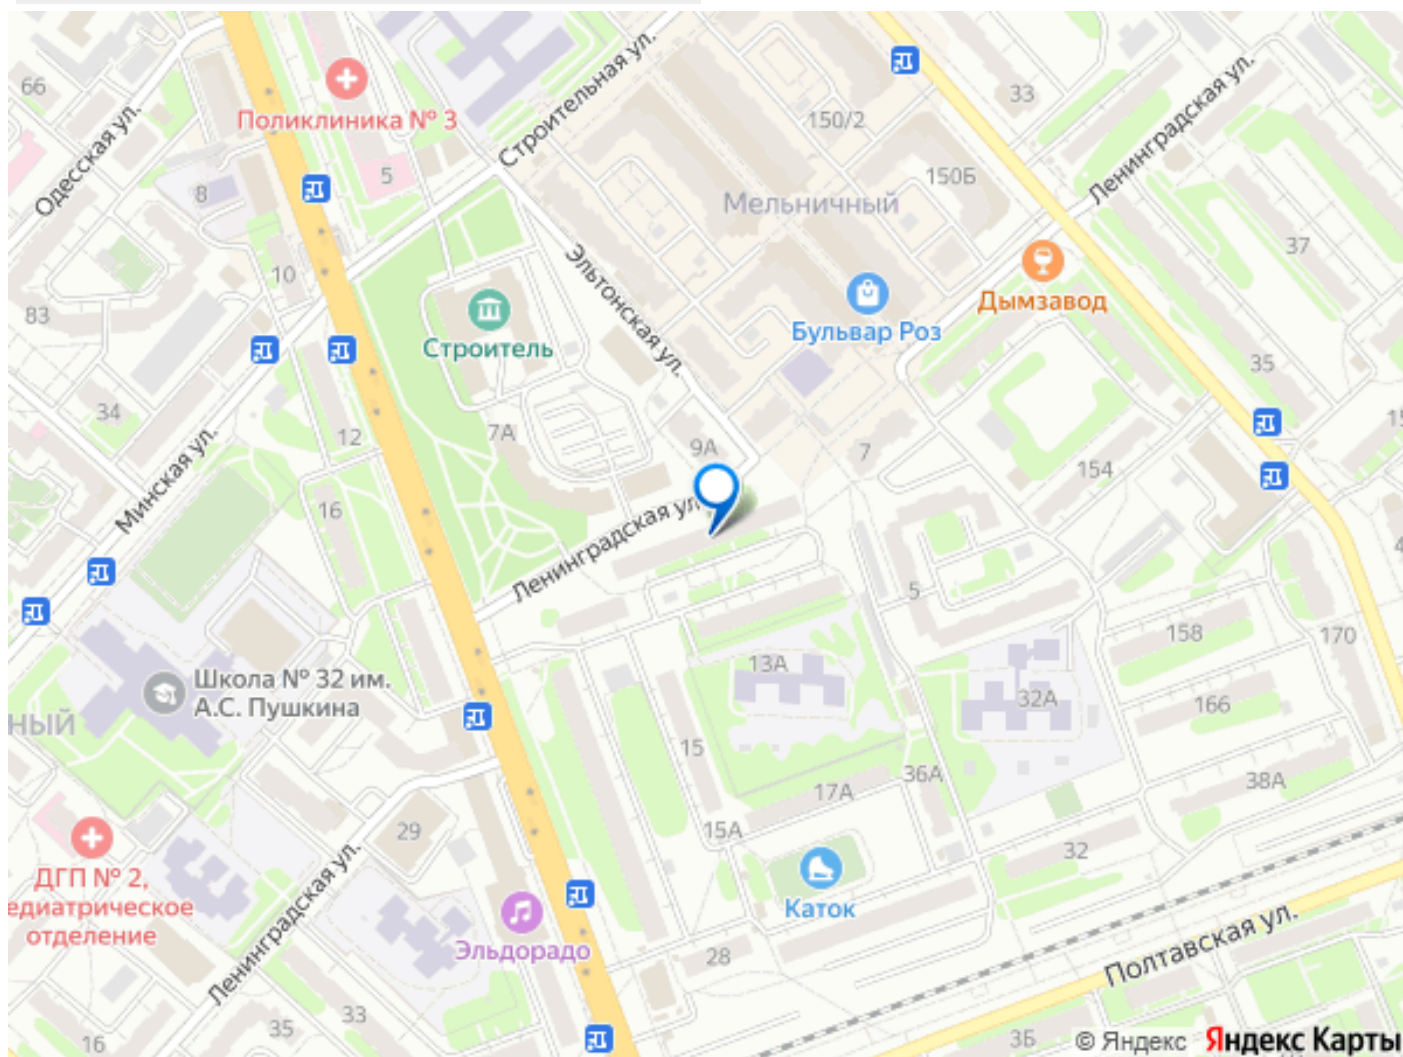 66
Поликлиника № 3
Строительная ул.
150/2
33
Ленинградская ул.
Одесская ул.
8
5
150Б
Мельничный
37
10
Эльтонская ул.
Дымзавод
83
Строитель
Бульвар Роз
35
34
12
7А
9А
7
15
154
Минская ул.
16
Ленинградская ул.
4
5
158
170
Школа № 32 им.
А.С. Пушкина
НЫЙ
13А
32А
166
15
36А
38А
17А
15А
29
32
ДГП № 2,
едиатрическое
отделение
Ленинградская ул.
Каток
Эльдорадо
28
Полтавская ул.
33
35
16
3Б
© Яндекс Яндекс Карты